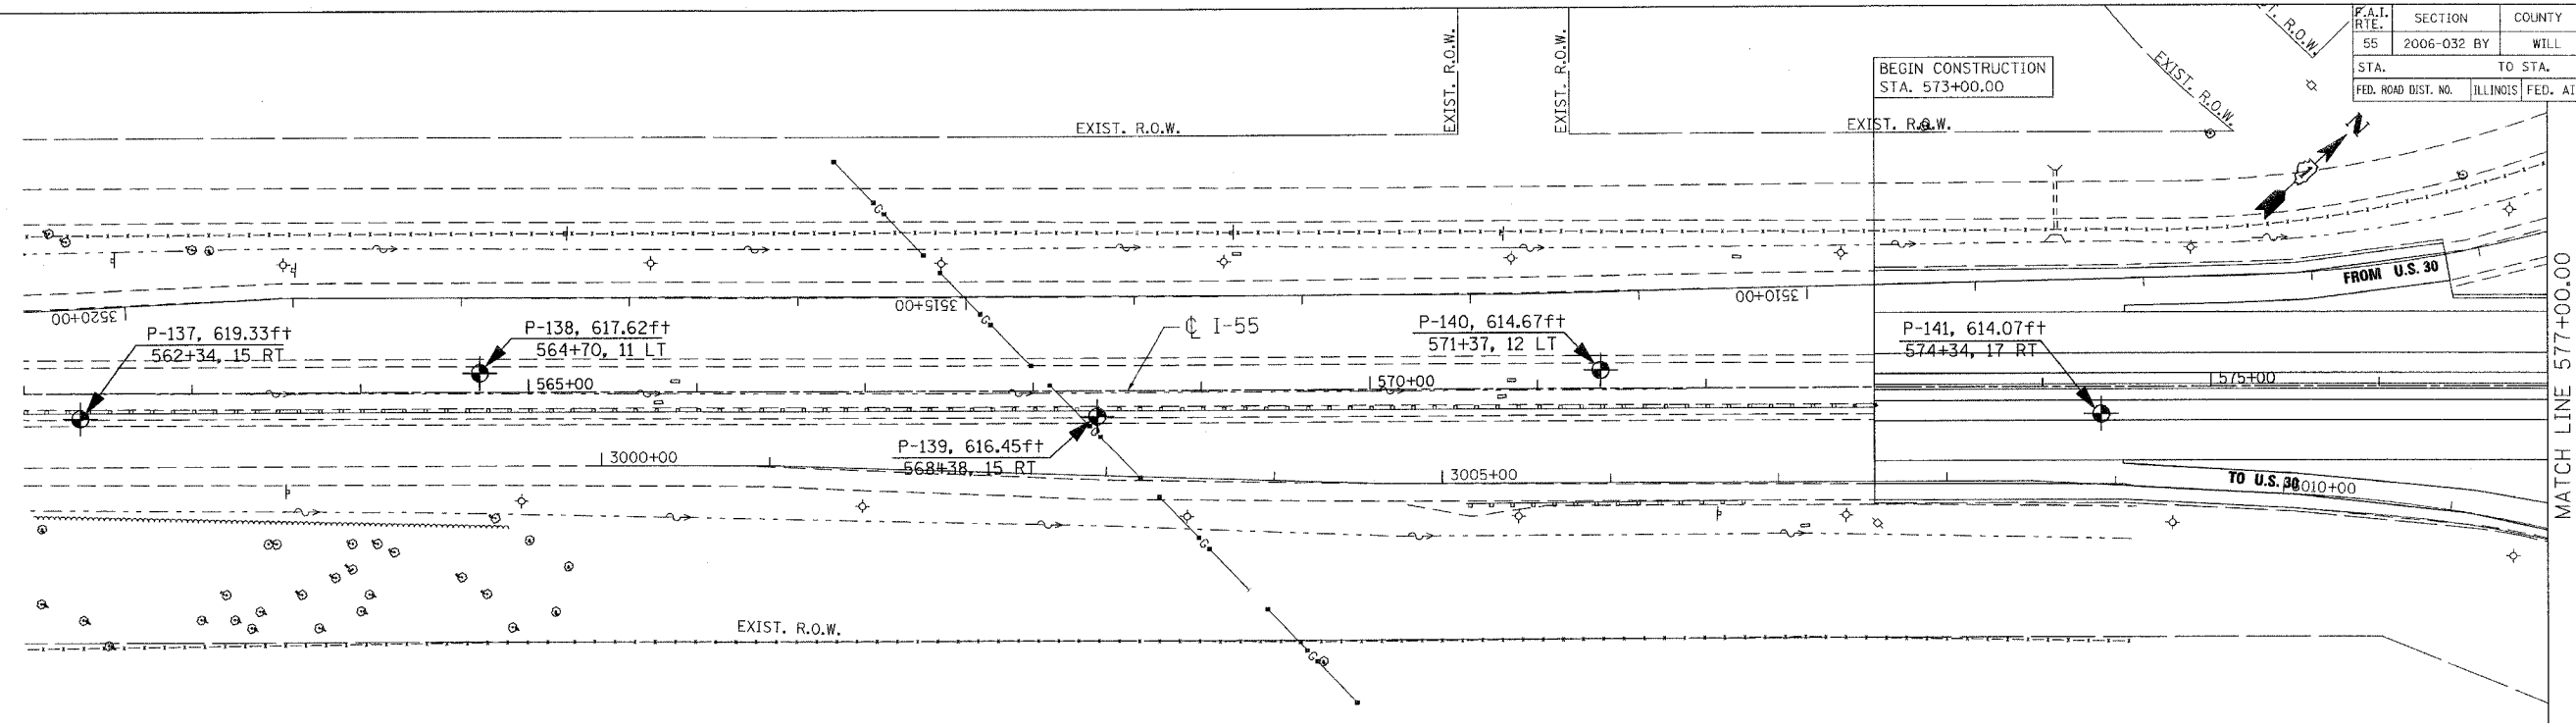 F.A.I. RTE. SECTION COUNTY
55 2006-032 BY WILL
STA. TO STA.
FED. ROAD DIST. NO. ILLINOIS FED. AI
EXIST. R.O.W.
EXIST. R.O.W.
EXIST. R.O.W.
EXIST. R.O.W.
BEGIN CONSTRUCTION
STA. 573+00.00
EXIST. R.O.W.
EXIST. R.O.W.
N
G
FROM U.S. 30
3520+00
3515+00
3510+00
G
P-137, 619.33ft
562+34, 15 RT
P-138, 617.62ft
564+70, 11 LT
℄ I-55
P-140, 614.67ft
571+37, 12 LT
P-141, 614.07ft
574+34, 17 RT
565+00
570+00
575+00
P-139, 616.45ft
568+38, 15 RT
G
3000+00
3005+00
TO U.S. 30
3010+00
G
EXIST. R.O.W.
G
MATCH LINE 577+00.00